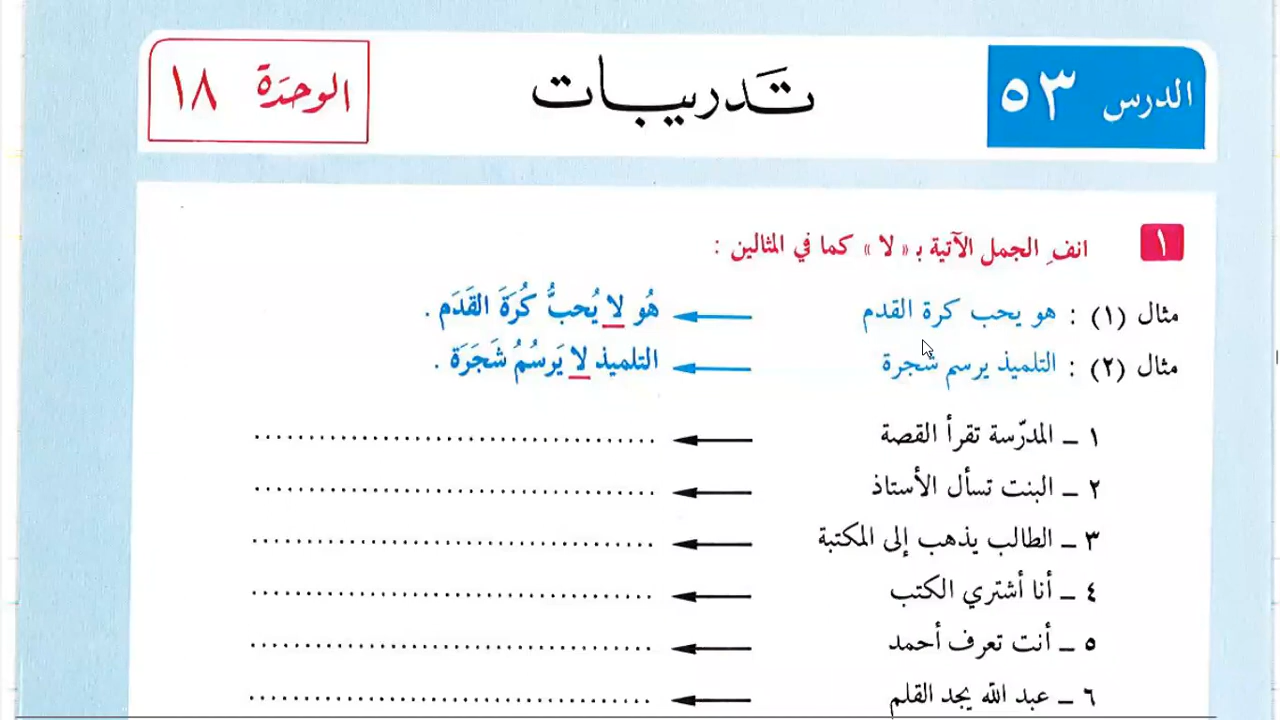 الدرس ٥٣ تَدريبات الوحدَة ١٨
١ انفِ الجمل الآتية بـ « لا » كما في المثالين :
مثال (١) : هو يحب كرة القدم هُو لا يُحبُّ كُرَةَ القَدَم .
مثال (٢) : التلميذ يرسم شجرة التلميذ لا يَرسُمُ شَجَرَة .
١ ـ المدرّسة تقرأ القصة ........................................
٢ ـ البنت تسأل الأستاذ ........................................
٣ ـ الطالب يذهب إلى المكتبة ........................................
٤ ـ أنا أشتري الكتب ........................................
٥ ـ أنت تعرف أحمد ........................................
٦ ـ عبد الله يجد القلم ........................................